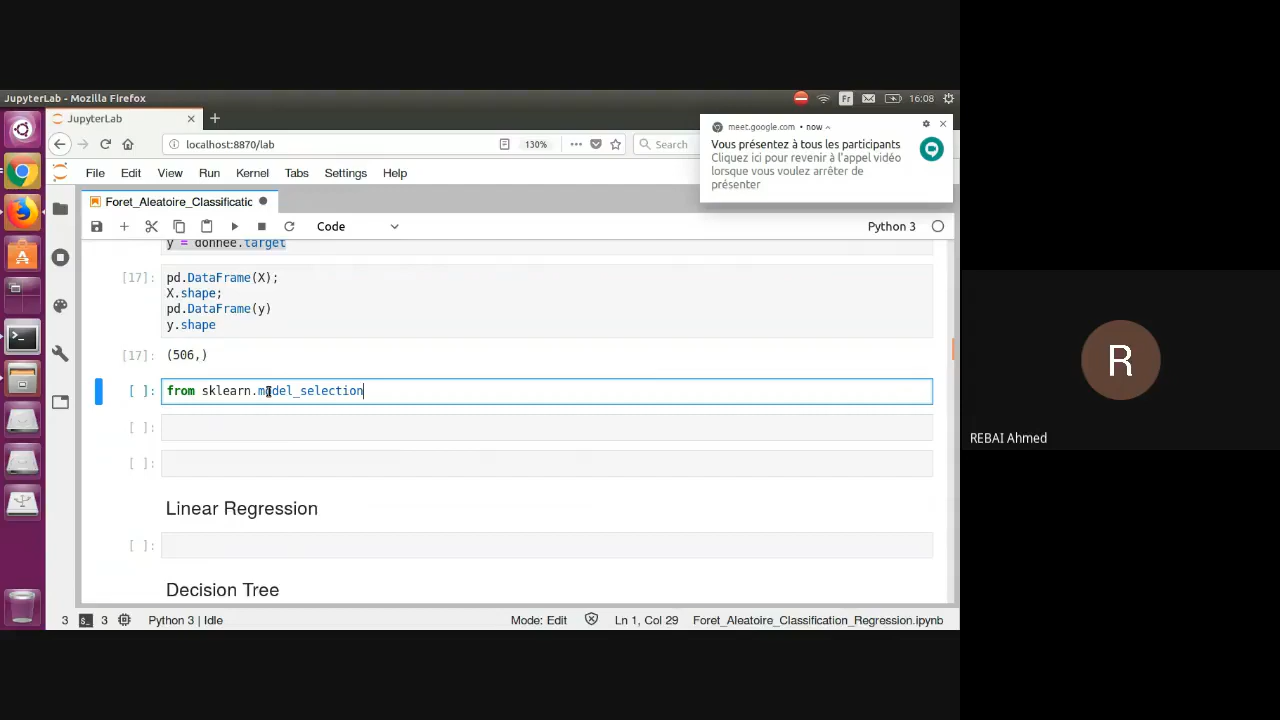 JupyterLab - Mozilla Firefox
Fr
16:08
JupyterLab
localhost:8870/lab
130%
Search
meet.google.com • now
Vous présentez à tous les participants
Cliquez ici pour revenir à l'appel vidéo
lorsque vous voulez arrêter de
présenter
File Edit View Run Kernel Tabs Settings Help
Foret_Aleatoire_Classificatic
Code
Python 3
y = donnee.target
[17]: pd.DataFrame(X);
X.shape;
pd.DataFrame(y)
y.shape
[17]: (506,)
[ ]: from sklearn.model_selection
[ ]:
[ ]:
Linear Regression
[ ]:
Decision Tree
3 3 Python 3 | Idle Mode: Edit Ln 1, Col 29 Foret_Aleatoire_Classification_Regression.ipynb
R
REBAI Ahmed